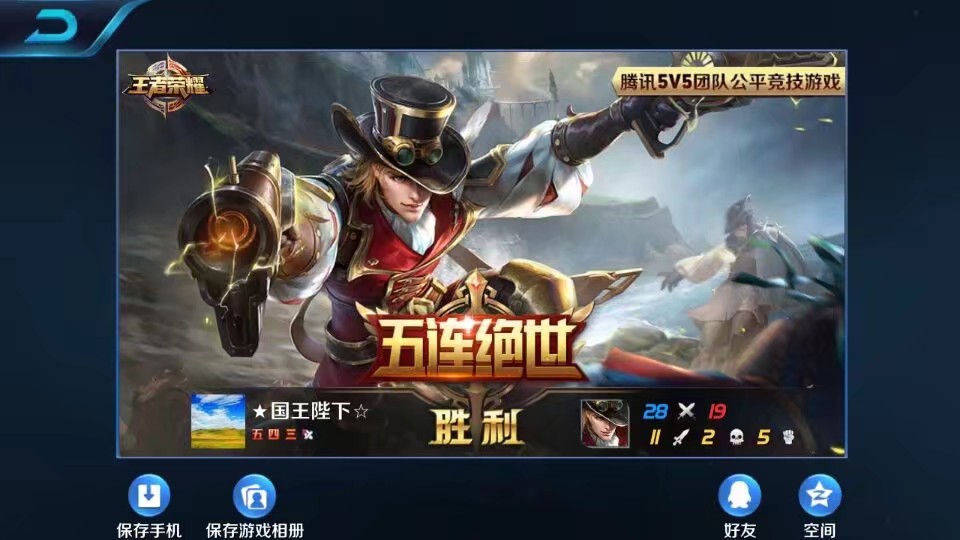 王者荣耀
腾讯5V5团队公平竞技游戏
五连绝世
胜利
★国王陛下☆
五 四 三
28 19
11 2 5
保存手机
保存游戏相册
好友
空间